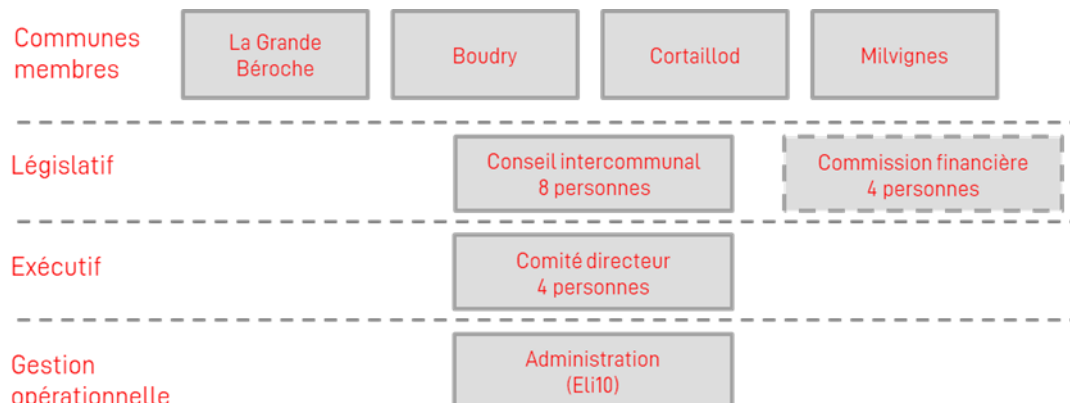 Communes
membres
La Grande
Béroche
Boudry
Cortaillod
Milvignes
Législatif
Conseil intercommunal
8 personnes
Commission financière
4 personnes
Exécutif
Comité directeur
4 personnes
Gestion
opérationnelle
Administration
(Eli10)